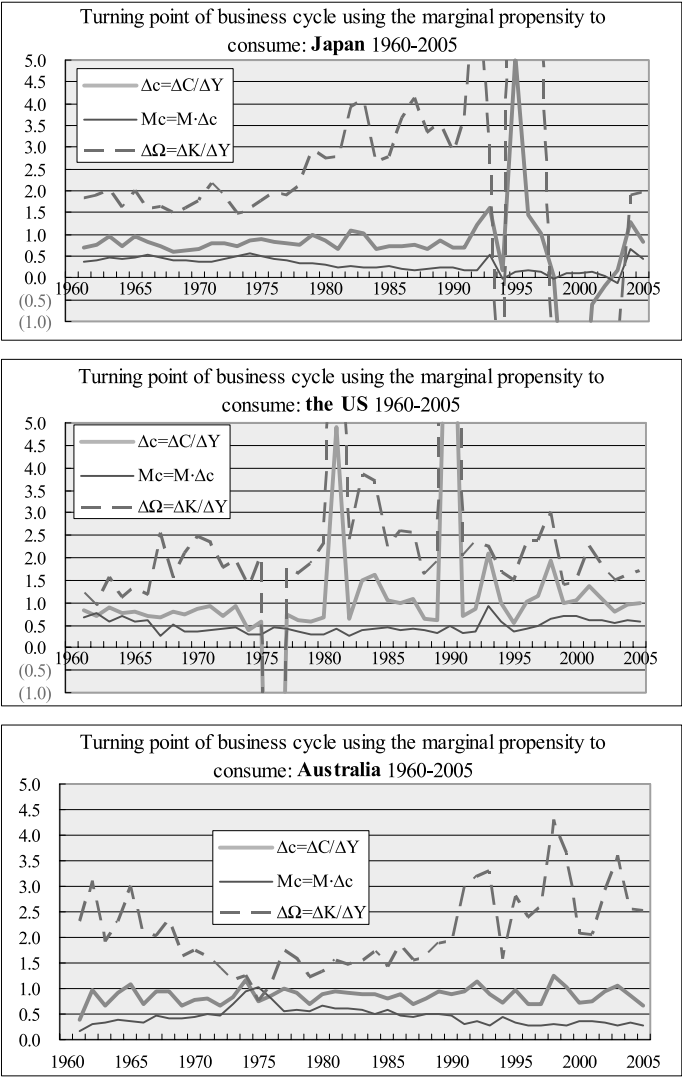 Turning point of business cycle using the marginal propensity to
consume: Japan 1960-2005
5.0
4.5
4.0
3.5
3.0
2.5
2.0
1.5
1.0
0.5
0.0
(0.5)
(1.0)
Δc=ΔC/ΔY
Mc=M·Δc
ΔΩ=ΔK/ΔY
1960 1965 1970 1975 1980 1985 1990 1995 2000 2005
Turning point of business cycle using the marginal propensity to
consume: the US 1960-2005
5.0
4.5
4.0
3.5
3.0
2.5
2.0
1.5
1.0
0.5
0.0
(0.5)
(1.0)
Δc=ΔC/ΔY
Mc=M·Δc
ΔΩ=ΔK/ΔY
1960 1965 1970 1975 1980 1985 1990 1995 2000 2005
Turning point of business cycle using the marginal propensity to
consume: Australia 1960-2005
5.0
4.5
4.0
3.5
3.0
2.5
2.0
1.5
1.0
0.5
0.0
Δc=ΔC/ΔY
Mc=M·Δc
ΔΩ=ΔK/ΔY
1960 1965 1970 1975 1980 1985 1990 1995 2000 2005